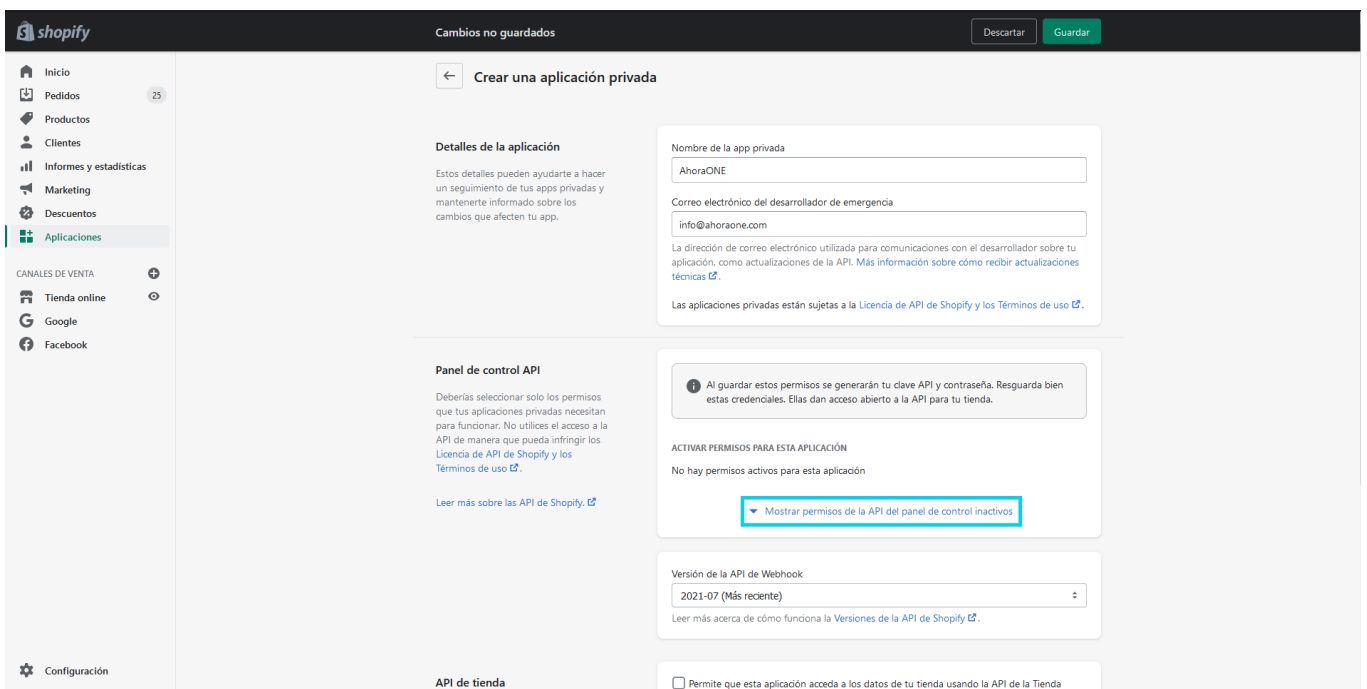 shopify
Cambios no guardados
Descartar
Guardar
Inicio
Pedidos
25
Productos
Clientes
Informes y estadísticas
Marketing
Descuentos
Aplicaciones
CANALES DE VENTA
Tienda online
Google
Facebook
Configuración
Crear una aplicación privada
Detalles de la aplicación
Estos detalles pueden ayudarte a hacer
un seguimiento de tus apps privadas y
mantenerte informado sobre los
cambios que afecten tu app.
Nombre de la app privada
AhoraONE
Correo electrónico del desarrollador de emergencia
info@ahoraone.com
La dirección de correo electrónico utilizada para comunicaciones con el desarrollador sobre tu
aplicación, como actualizaciones de la API. Más información sobre cómo recibir actualizaciones
técnicas.
Las aplicaciones privadas están sujetas a la Licencia de API de Shopify y los Términos de uso.
Panel de control API
Deberías seleccionar solo los permisos
que tus aplicaciones privadas necesitan
para funcionar. No utilices el acceso a la
API de manera que pueda infringir los
Licencia de API de Shopify y los
Términos de uso.
Leer más sobre las API de Shopify.
Al guardar estos permisos se generarán tu clave API y contraseña. Resguarda bien
estas credenciales. Ellas dan acceso abierto a la API para tu tienda.
ACTIVAR PERMISOS PARA ESTA APLICACIÓN
No hay permisos activos para esta aplicación
Mostrar permisos de la API del panel de control inactivos
Versión de la API de Webhook
2021-07 (Más reciente)
Leer más acerca de cómo funciona la Versiones de la API de Shopify.
API de tienda
Permite que esta aplicación acceda a los datos de tu tienda usando la API de la Tienda